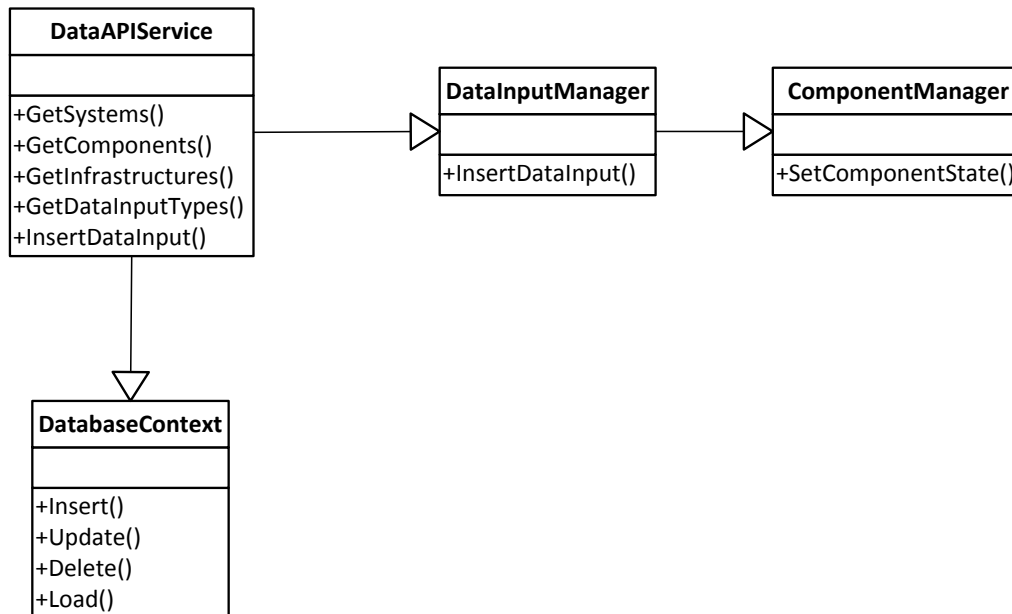 DataAPIService
+GetSystems()
+GetComponents()
+GetInfrastructures()
+GetDataInputTypes()
+InsertDataInput()
DataInputManager
+InsertDataInput()
ComponentManager
+SetComponentState()
DatabaseContext
+Insert()
+Update()
+Delete()
+Load()